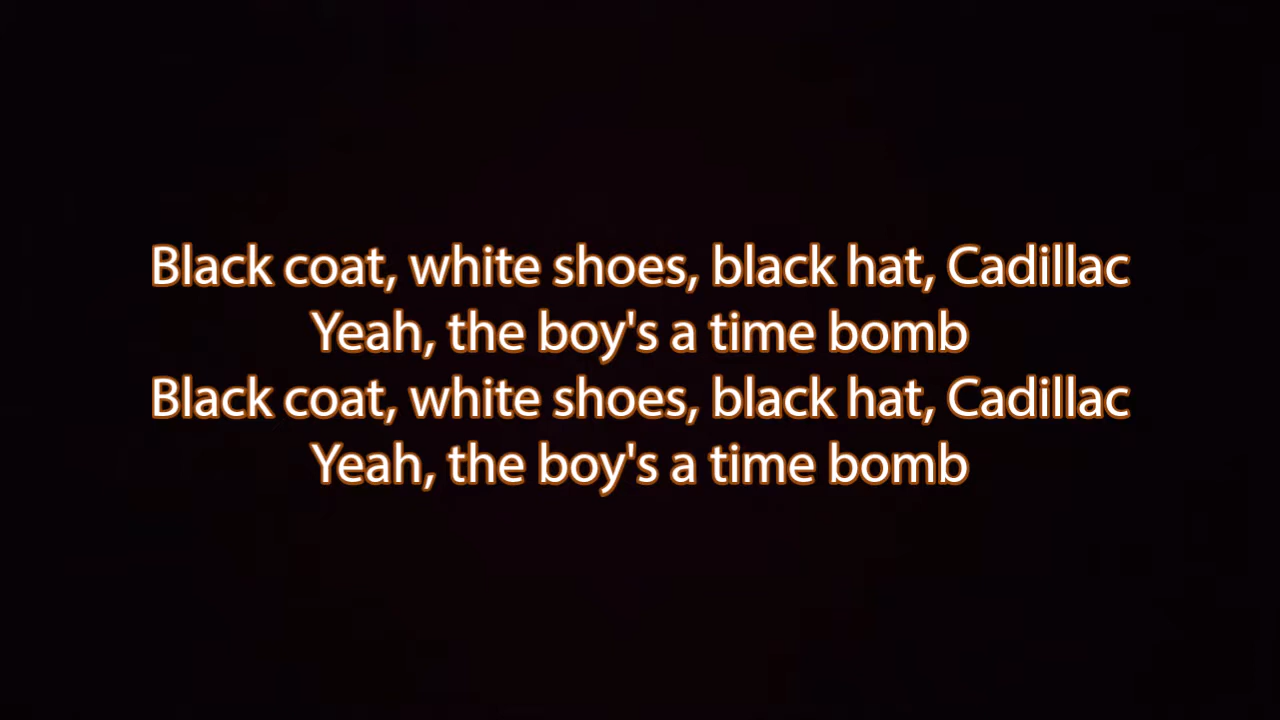 Black coat, white shoes, black hat, Cadillac
Yeah, the boy's a time bomb
Black coat, white shoes, black hat, Cadillac
Yeah, the boy's a time bomb